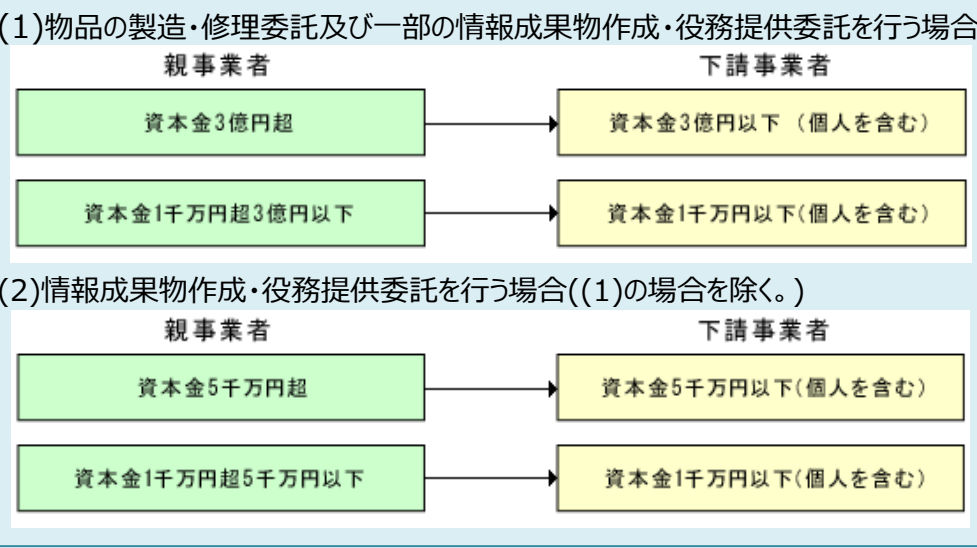 (1)物品の製造・修理委託及び一部の情報成果物作成・役務提供委託を行う場合
親事業者 下請事業者
資本金3億円超 資本金3億円以下 (個人を含む)
資本金1千万円超3億円以下 資本金1千万円以下(個人を含む)
(2)情報成果物作成・役務提供委託を行う場合((1)の場合を除く。)
親事業者 下請事業者
資本金5千万円超 資本金5千万円以下(個人を含む)
資本金1千万円超5千万円以下 資本金1千万円以下(個人を含む)